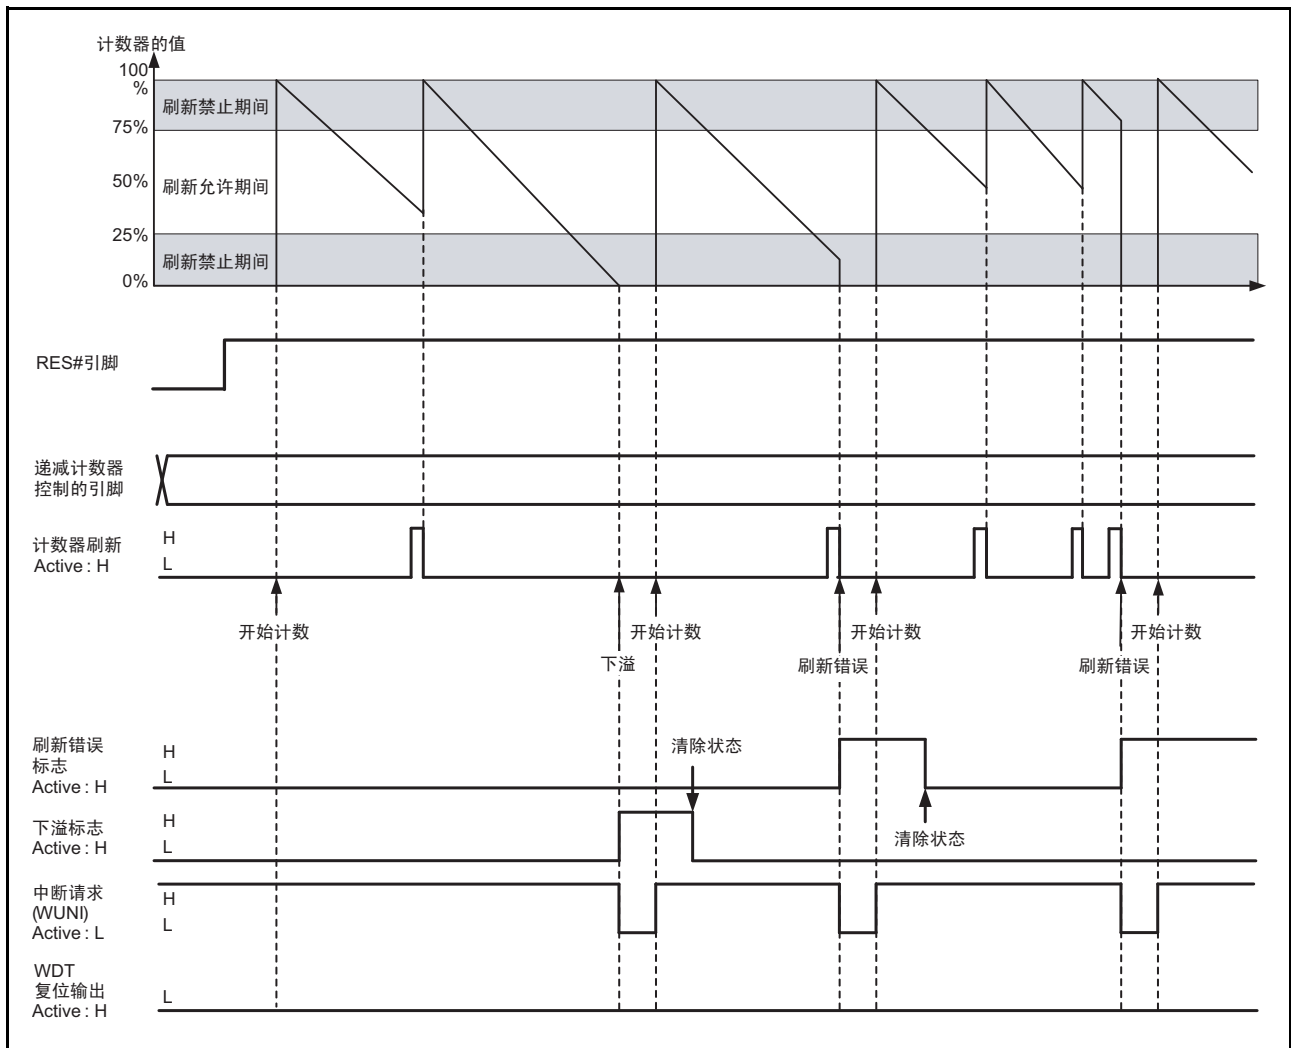 计数器的值
100
%
刷新禁止期间
75%
50%
刷新允许期间
25%
刷新禁止期间
0%
RES#引脚
递减计数器
控制的引脚
计数器刷新
Active : H
H
L
开始计数
开始计数
开始计数
开始计数
下溢
刷新错误
刷新错误
刷新错误
标志
Active : H
H
L
清除状态
下溢标志
Active : H
H
L
清除状态
中断请求
(WUNI)
Active : L
H
L
WDT
复位输出
Active : H
L